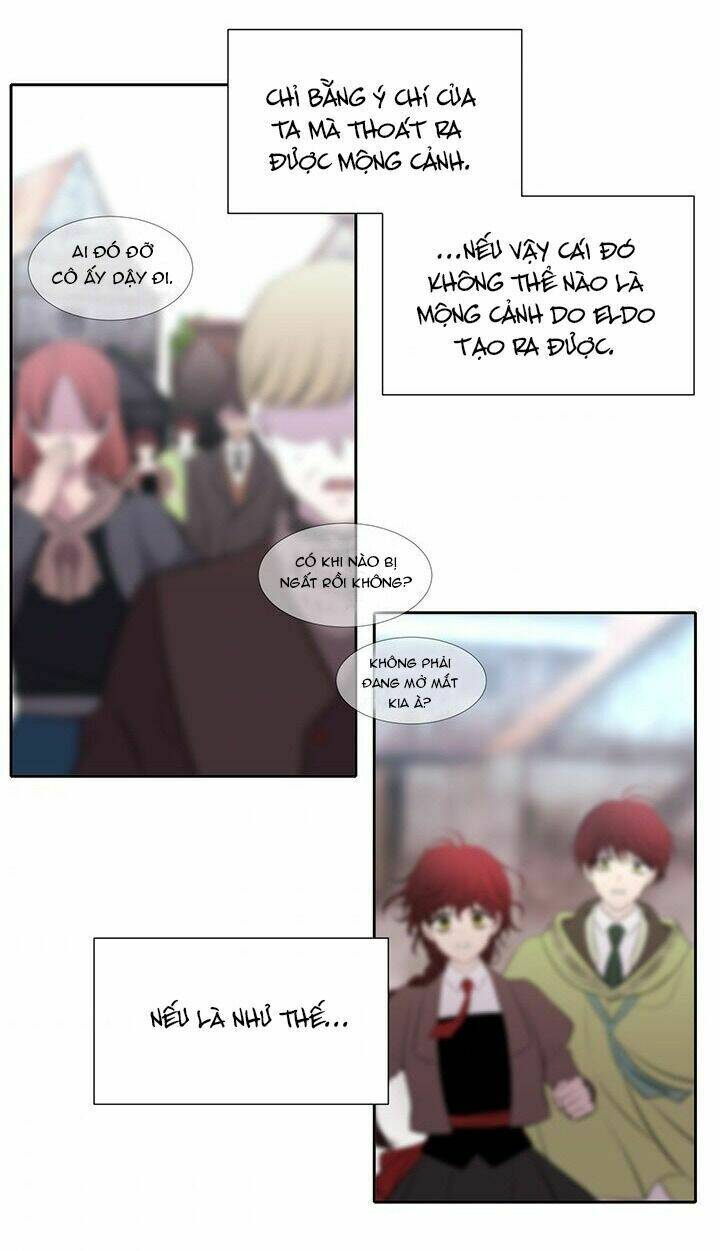 CHỈ BẰNG Ý CHÍ CỦA
TA MÀ THOÁT RA
ĐƯỢC MỘNG CẢNH.
...NẾU VẬY CÁI ĐÓ
KHÔNG THỂ NÀO LÀ
MỘNG CẢNH DO ELDO
TẠO RA ĐƯỢC.
AI ĐÓ ĐỠ
CÔ ẤY DẬY ĐI.
CÓ KHI NÀO BỊ
NGẤT RỒI KHÔNG?
KHÔNG PHẢI
ĐANG MỞ MẮT
KIA À?
NẾU LÀ NHƯ THẾ...